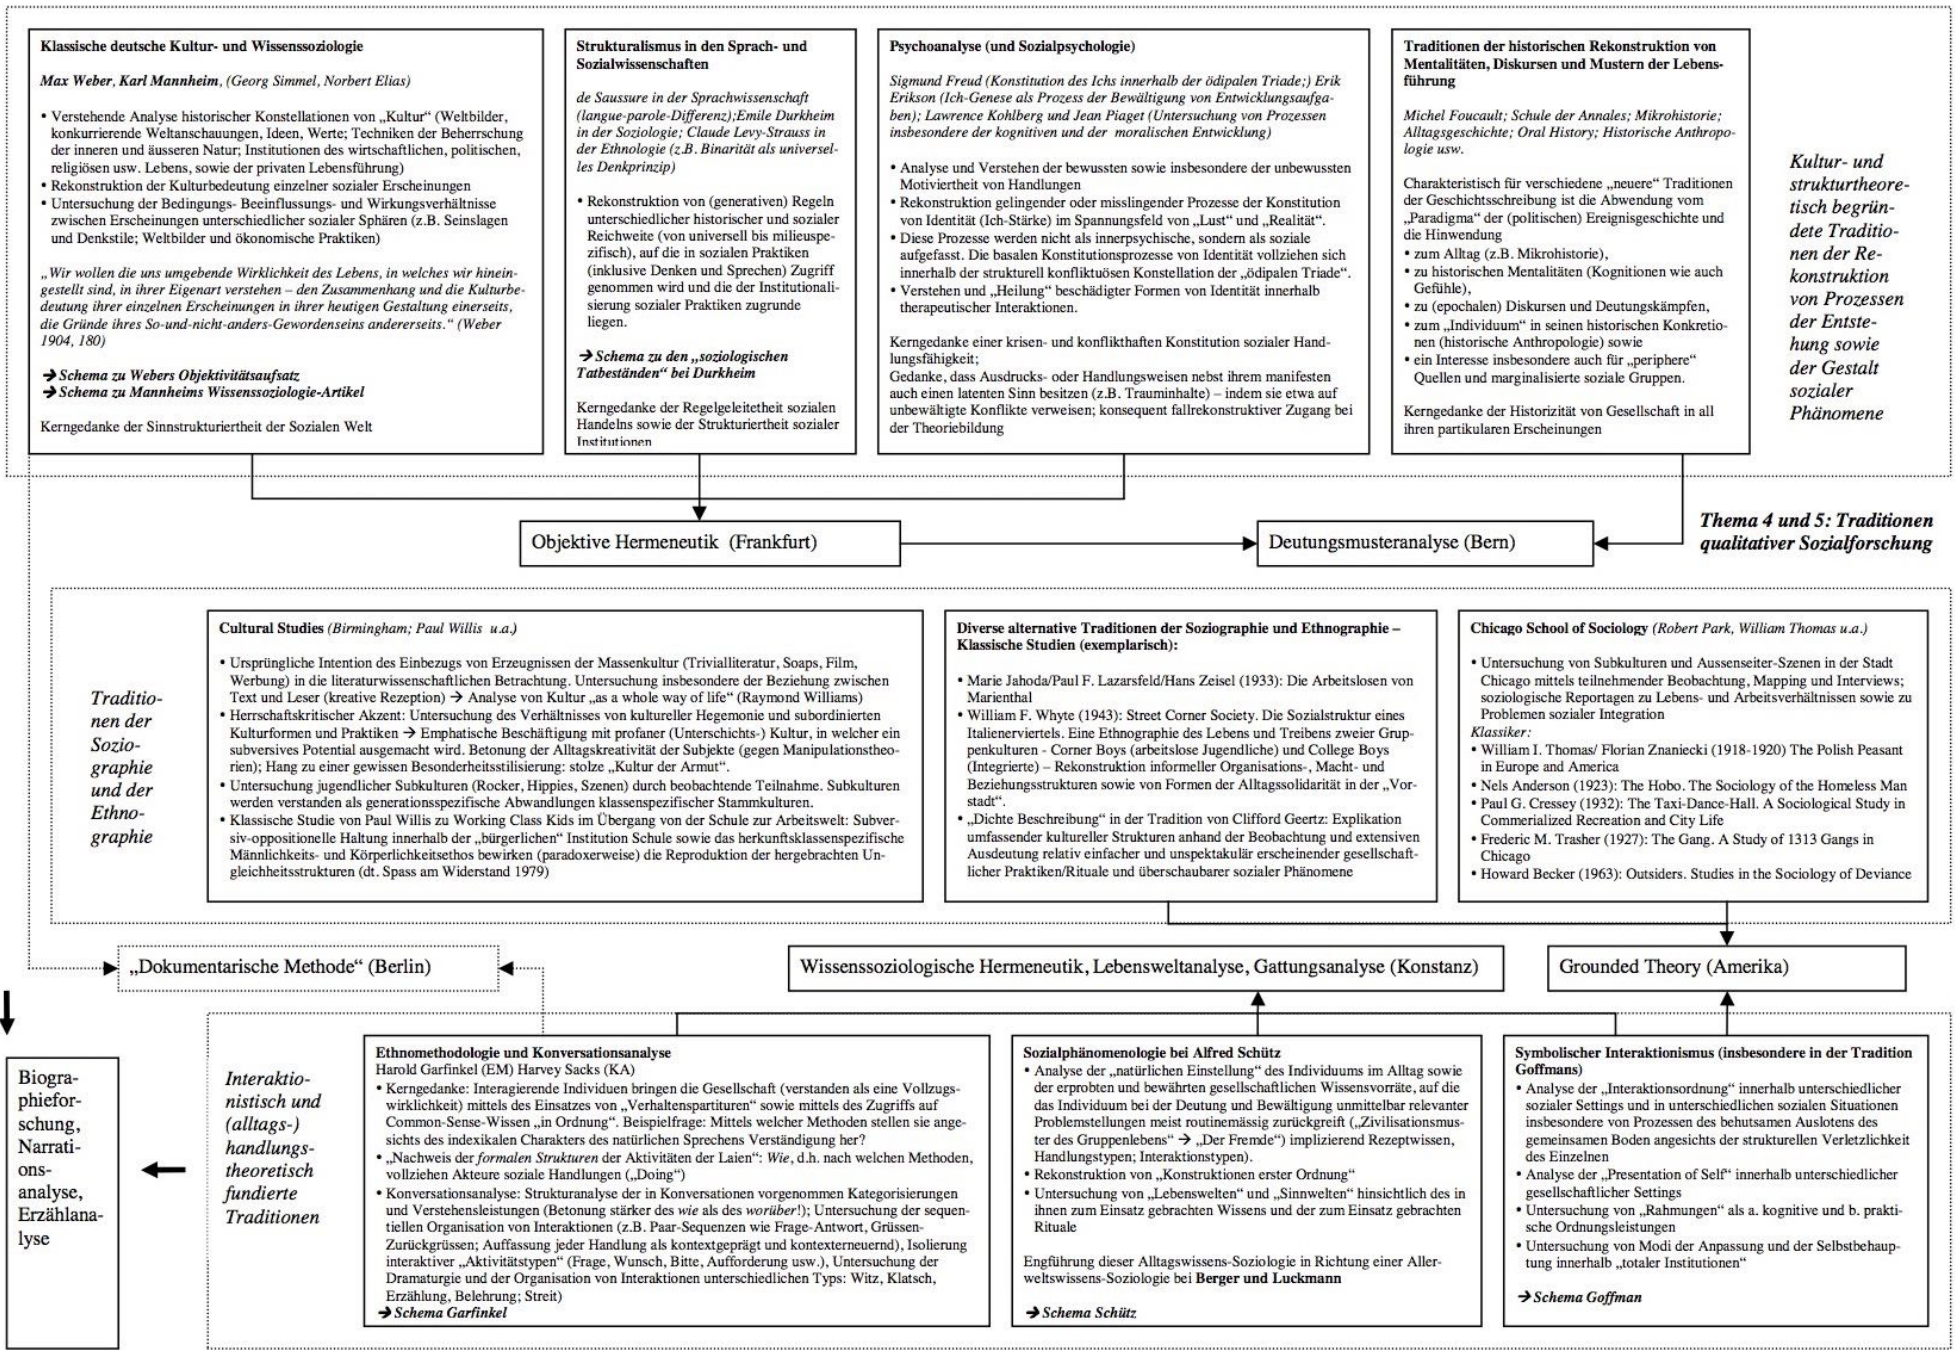 Klassische deutsche Kultur- und Wissenssoziologie
Max Weber, Karl Mannheim, (Georg Simmel, Norbert Elias)
• Verstehende Analyse historischer Konstellationen von „Kultur“ (Weltbilder,
konkurrierende Weltanschauungen, Ideen, Werte; Techniken der Beherrschung
der inneren und äusseren Natur; Institutionen des wirtschaftlichen, politischen,
religiösen usw. Lebens, sowie der privaten Lebensführung)
• Rekonstruktion der Kulturbedeutung einzelner sozialer Erscheinungen
• Untersuchung der Bedingungs- Beeinflussungs- und Wirkungsverhältnisse
zwischen Erscheinungen unterschiedlicher sozialer Sphären (z.B. Seinslagen
und Denkstile; Weltbilder und ökonomische Praktiken)
„Wir wollen die uns umgebende Wirklichkeit des Lebens, in welches wir hinein-
gestellt sind, in ihrer Eigenart verstehen – den Zusammenhang und die Kulturbe-
deutung ihrer einzelnen Erscheinungen in ihrer heutigen Gestaltung einerseits,
die Gründe ihres So-und-nicht-anders-Gewordenseins andererseits.“ (Weber
1904, 180)
→ Schema zu Webers Objektivitätsaufsatz
→ Schema zu Mannheims Wissenssoziologie-Artikel
Kerngedanke der Sinnstrukturiertheit der Sozialen Welt
Strukturalismus in den Sprach- und
Sozialwissenschaften
de Saussure in der Sprachwissenschaft
(langue-parole-Differenz);Emile Durkheim
in der Soziologie; Claude Levy-Strauss in
der Ethnologie (z.B. Binarität als universel-
les Denkprinzip)
• Rekonstruktion von (generativen) Regeln
unterschiedlicher historischer und sozialer
Reichweite (von universell bis milieuspe-
zifisch), auf die in sozialen Praktiken
(inklusive Denken und Sprechen) Zugriff
genommen wird und die der Institutionali-
sierung sozialer Praktiken zugrunde
liegen.
→ Schema zu den „soziologischen
Tatbeständen“ bei Durkheim
Kerngedanke der Regelgeleitetheit sozialen
Handelns sowie der Strukturiertheit sozialer
Institutionen
Psychoanalyse (und Sozialpsychologie)
Sigmund Freud (Konstitution des Ichs innerhalb der ödipalen Triade;) Erik
Erikson (Ich-Genese als Prozess der Bewältigung von Entwicklungsaufga-
ben); Lawrence Kohlberg und Jean Piaget (Untersuchung von Prozessen
insbesondere der kognitiven und der moralischen Entwicklung)
• Analyse und Verstehen der bewussten sowie insbesondere der unbewussten
Motiviertheit von Handlungen
• Rekonstruktion gelingender oder misslingender Prozesse der Konstitution
von Identität (Ich-Stärke) im Spannungsfeld von „Lust“ und „Realität“.
• Diese Prozesse werden nicht als innerpsychische, sondern als soziale
aufgefasst. Die basalen Konstitutionsprozesse von Identität vollziehen sich
innerhalb der strukturell konfliktuösen Konstellation der „ödipalen Triade“.
• Verstehen und „Heilung“ beschädigter Formen von Identität innerhalb
therapeutischer Interaktionen.
Kerngedanke einer krisen- und konflikthaften Konstitution sozialer Hand-
lungsfähigkeit;
Gedanke, dass Ausdrucks- oder Handlungsweisen nebst ihrem manifesten
auch einen latenten Sinn besitzen (z.B. Trauminhalte) – indem sie etwa auf
unbewältigte Konflikte verweisen; konsequent fallrekonstruktiver Zugang bei
der Theoriebildung
Traditionen der historischen Rekonstruktion von
Mentalitäten, Diskursen und Mustern der Lebens-
führung
Michel Foucault; Schule der Annales; Mikrohistorie;
Alltagsgeschichte; Oral History; Historische Anthropo-
logie usw.
Charakteristisch für verschiedene „neuere“ Traditionen
der Geschichtsschreibung ist die Abwendung vom
„Paradigma“ der (politischen) Ereignisgeschichte und
die Hinwendung
• zum Alltag (z.B. Mikrohistorie),
• zu historischen Mentalitäten (Kognitionen wie auch
Gefühle),
• zu (epochalen) Diskursen und Deutungskämpfen,
• zum „Individuum“ in seinen historischen Konkretio-
nen (historische Anthropologie) sowie
• ein Interesse insbesondere auch für „periphere“
Quellen und marginalisierte soziale Gruppen.
Kerngedanke der Historizität von Gesellschaft in all
ihren partikularen Erscheinungen
Kultur- und
strukturtheore-
tisch begrün-
dete Traditio-
nen der Re-
konstruktion
von Prozessen
der Entste-
hung sowie
der Gestalt
sozialer
Phänomene
Objektive Hermeneutik (Frankfurt)
Deutungsmusteranalyse (Bern)
Thema 4 und 5: Traditionen
qualitativer Sozialforschung
Traditio-
nen der
Sozio-
graphie
und der
Ethno-
graphie
Cultural Studies (Birmingham; Paul Willis u.a.)
• Ursprüngliche Intention des Einbezugs von Erzeugnissen der Massenkultur (Trivialliteratur, Soaps, Film,
Werbung) in die literaturwissenschaftlichen Betrachtung. Untersuchung insbesondere der Beziehung zwischen
Text und Leser (kreative Rezeption) → Analyse von Kultur „as a whole way of life“ (Raymond Williams)
• Herrschaftskritischer Akzent: Untersuchung des Verhältnisses von kultureller Hegemonie und subordinierten
Kulturformen und Praktiken → Emphatische Beschäftigung mit profaner (Unterschichts-) Kultur, in welcher ein
subversives Potential ausgemacht wird. Betonung der Alltagskreativität der Subjekte (gegen Manipulationstheo-
rien); Hang zu einer gewissen Besonderheitsstilisierung: stolze „Kultur der Armut“.
• Untersuchung jugendlicher Subkulturen (Rocker, Hippies, Szenen) durch beobachtende Teilnahme. Subkulturen
werden verstanden als generationsspezifische Abwandlungen klassenspezifischer Stammkulturen.
• Klassische Studie von Paul Willis zu Working Class Kids im Übergang von der Schule zur Arbeitswelt: Subver-
siv-oppositionelle Haltung innerhalb der „bürgerlichen“ Institution Schule sowie das herkunftsklassenspezifische
Männlichkeits- und Körperlichkeitsethos bewirken (paradoxerweise) die Reproduktion der hergebrachten Un-
gleichheitsstrukturen (dt. Spass am Widerstand 1979)
Diverse alternative Traditionen der Soziographie und Ethnographie –
Klassische Studien (exemplarisch):
• Marie Jahoda/Paul F. Lazarsfeld/Hans Zeisel (1933): Die Arbeitslosen von
Marienthal
• William F. Whyte (1943): Street Corner Society. Die Sozialstruktur eines
Italienerviertels. Eine Ethnographie des Lebens und Treibens zweier Grup-
penkulturen - Corner Boys (arbeitslose Jugendliche) und College Boys
(Integrierte) – Rekonstruktion informeller Organisations-, Macht- und
Beziehungsstrukturen sowie von Formen der Alltagssolidarität in der „Vor-
stadt“.
• „Dichte Beschreibung“ in der Tradition von Clifford Geertz: Explikation
umfassender kultureller Strukturen anhand der Beobachtung und extensiven
Ausdeutung relativ einfacher und unspektakulär erscheinender gesellschaft-
licher Praktiken/Rituale und überschaubarer sozialer Phänomene
Chicago School of Sociology (Robert Park, William Thomas u.a.)
• Untersuchung von Subkulturen und Aussenseiter-Szenen in der Stadt
Chicago mittels teilnehmender Beobachtung, Mapping und Interviews;
soziologische Reportagen zu Lebens- und Arbeitsverhältnissen sowie zu
Problemen sozialer Integration
Klassiker:
• William I. Thomas/ Florian Znaniecki (1918-1920) The Polish Peasant
in Europe and America
• Nels Anderson (1923): The Hobo. The Sociology of the Homeless Man
• Paul G. Cressey (1932): The Taxi-Dance-Hall. A Sociological Study in
Commerialized Recreation and City Life
• Frederic M. Trasher (1927): The Gang. A Study of 1313 Gangs in
Chicago
• Howard Becker (1963): Outsiders. Studies in the Sociology of Deviance
„Dokumentarische Methode“ (Berlin)
Wissenssoziologische Hermeneutik, Lebensweltanalyse, Gattungsanalyse (Konstanz)
Grounded Theory (Amerika)
Biogra-
phiefor-
schung,
Narrati-
ons-
analyse,
Erzählana-
lyse
Interaktio-
nistisch und
(alltags-)
handlungs-
theoretisch
fundierte
Traditionen
Ethnomethodologie und Konversationsanalyse
Harold Garfinkel (EM) Harvey Sacks (KA)
• Kerngedanke: Interagierende Individuen bringen die Gesellschaft (verstanden als eine Vollzugs-
wirklichkeit) mittels des Einsatzes von „Verhaltenspartituren“ sowie mittels des Zugriffs auf
Common-Sense-Wissen „in Ordnung“. Beispielfrage: Mittels welcher Methoden stellen sie ange-
sichts des indexikalen Charakters des natürlichen Sprechens Verständigung her?
• „Nachweis der formalen Strukturen der Aktivitäten der Laien“: Wie, d.h. nach welchen Methoden,
vollziehen Akteure soziale Handlungen („Doing“)
• Konversationsanalyse: Strukturanalyse der in Konversationen vorgenommen Kategorisierungen
und Verstehensleistungen (Betonung stärker des wie als des worüber!); Untersuchung der sequen-
tiellen Organisation von Interaktionen (z.B. Paar-Sequenzen wie Frage-Antwort, Grüssen-
Zurückgrüssen; Auffassung jeder Handlung als kontextgeprägt und kontexterneuernd), Isolierung
interaktiver „Aktivitätstypen“ (Frage, Wunsch, Bitte, Aufforderung usw.), Untersuchung der
Dramaturgie und der Organisation von Interaktionen unterschiedlichen Typs: Witz, Klatsch,
Erzählung, Belehrung; Streit)
→ Schema Garfinkel
Sozialphänomenologie bei Alfred Schütz
• Analyse der „natürlichen Einstellung“ des Individuums im Alltag sowie
der erprobten und bewährten gesellschaftlichen Wissensvorräte, auf die
das Individuum bei der Deutung und Bewältigung unmittelbar relevanter
Problemstellungen meist routinemässig zurückgreift („Zivilisationsmus-
ter des Gruppenlebens“ → „Der Fremde“) implizierend Rezeptwissen,
Handlungstypen; Interaktionstypen).
• Rekonstruktion von „Konstruktionen erster Ordnung“
• Untersuchung von „Lebenswelten“ und „Sinnwelten“ hinsichtlich des in
ihnen zum Einsatz gebrachten Wissens und der zum Einsatz gebrachten
Rituale
Engführung dieser Alltagswissens-Soziologie in Richtung einer Aller-
weltswissens-Soziologie bei Berger und Luckmann
→ Schema Schütz
Symbolischer Interaktionismus (insbesondere in der Tradition
Goffmans)
• Analyse der „Interaktionsordnung“ innerhalb unterschiedlicher
sozialer Settings und in unterschiedlichen sozialen Situationen
insbesondere von Prozessen des behutsamen Auslotens des
gemeinsamen Boden angesichts der strukturellen Verletzlichkeit
des Einzelnen
• Analyse der „Presentation of Self“ innerhalb unterschiedlicher
gesellschaftlicher Settings
• Untersuchung von „Rahmungen“ als a. kognitive und b. prakti-
sche Ordnungsleistungen
• Untersuchung von Modi der Anpassung und der Selbstbehaup-
tung innerhalb „totaler Institutionen“
→ Schema Goffman